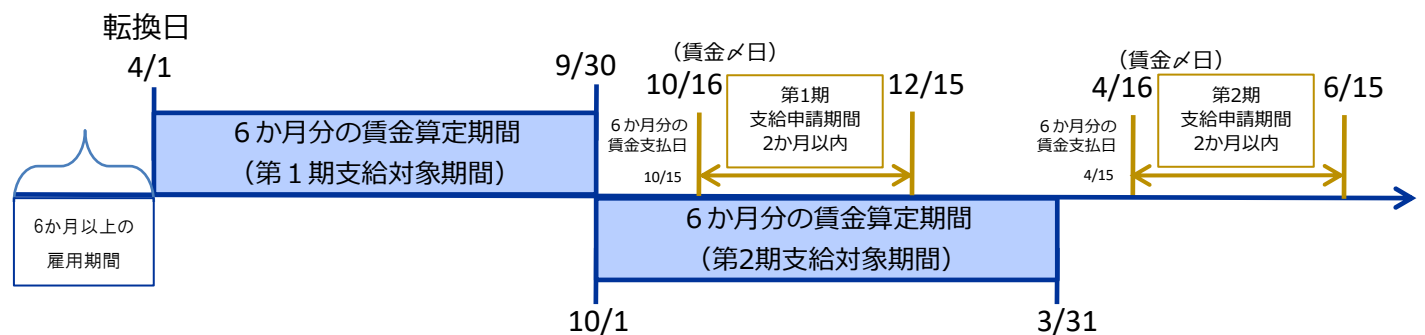 転換日
4/1
9/30
（賃金〆日）
10/16
12/15
（賃金〆日）
4/16
6/15
6か月以上の
雇用期間
６か月分の賃金算定期間
（第１期支給対象期間）
６か月分の
賃金支払日
10/15
第1期
支給申請期間
2か月以内
６か月分の賃金算定期間
（第2期支給対象期間）
６か月分の
賃金支払日
4/15
第2期
支給申請期間
2か月以内
10/1
3/31